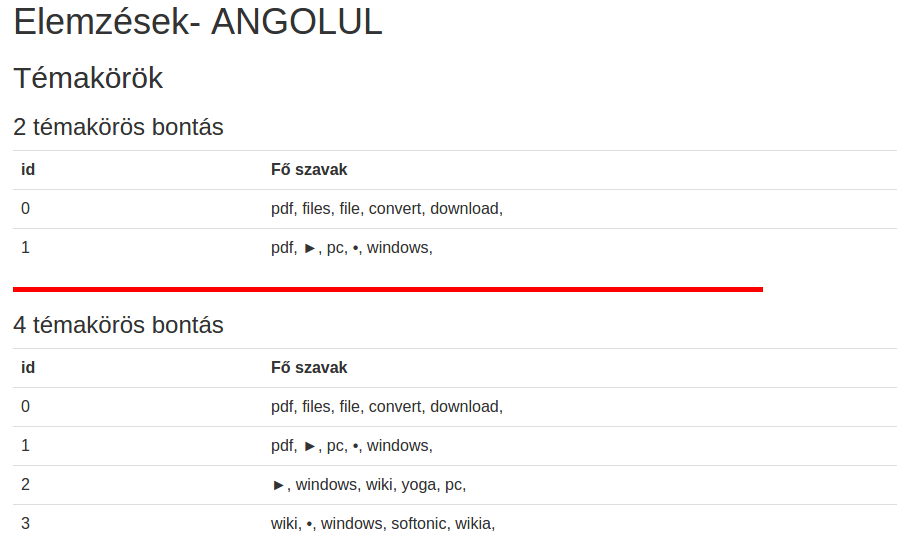 Elemzések- ANGOLUL
Témakörök
2 témakörös bontás
id Fő szavak
0 pdf, files, file, convert, download,
1 pdf, ►, pc, •, windows,
4 témakörös bontás
id Fő szavak
0 pdf, files, file, convert, download,
1 pdf, ►, pc, •, windows,
2 ►, windows, wiki, yoga, pc,
3 wiki, •, windows, softonic, wikia,